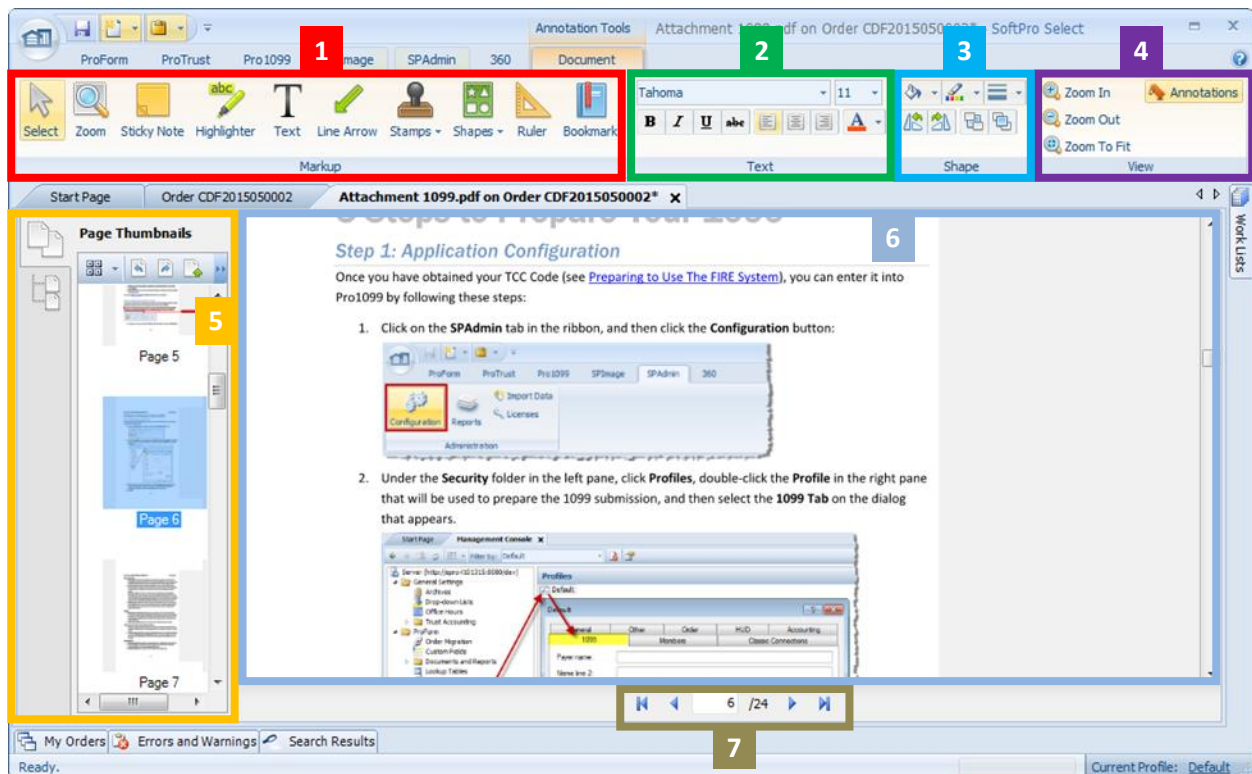 Annotation Tools Attachment 1099.pdf on Order CDF2015050002* - SoftPro Select
ProForm ProTrust Pro1099 mage SPAdmin 360 Document
1 2 3 4
Select Zoom Sticky Note Highlighter Text Line Arrow Stamps Shapes Ruler Bookmark
Markup
Tahoma 11
B I U abc A
Text
Shape
Zoom In Annotations
Zoom Out
Zoom To Fit
View
Start Page Order CDF2015050002 Attachment 1099.pdf on Order CDF2015050002* x
Work Lists
Page Thumbnails
5
Page 5
Page 6
Page 7
6
Step 1: Application Configuration
Once you have obtained your TCC Code (see Preparing to Use The FIRE System), you can enter it into
Pro1099 by following these steps:
1. Click on the SPAdmin tab in the ribbon, and then click the Configuration button:
ProForm ProTrust Pro1099 SPImage SPAdmin 360
Configuration Reports Import Data
Licenses
Administration
2. Under the Security folder in the left pane, click Profiles, double-click the Profile in the right pane
that will be used to prepare the 1099 submission, and then select the 1099 Tab on the dialog
that appears.
Start Page Management Console x
Filter by: Default
General Settings
Archives
Drop-down Lists
Office Hours
Trust Accounting
ProForm
Order Migration
Custom Fields
Documents and Reports
Lookup Tables
Profiles
Default
Default
General Other Order HUD Accounting
1099 Members Classic Connections
Payer name:
Name line 2:
6 /24
7
My Orders Errors and Warnings Search Results
Ready. Current Profile: Default